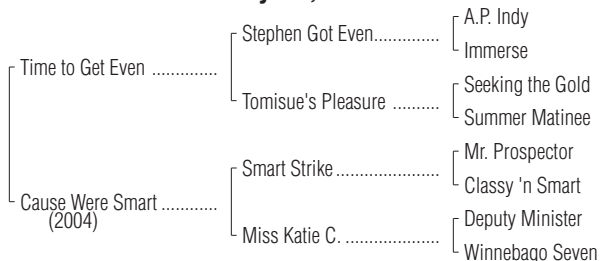 Stephen Got Even..............
A.P. Indy
Immerse
Time to Get Even ..............
Tomisue's Pleasure ..........
Seeking the Gold
Summer Matinee
Smart Strike......................
Mr. Prospector
Classy 'n Smart
Cause Were Smart ............
(2004)
Miss Katie C. ....................
Deputy Minister
Winnebago Seven